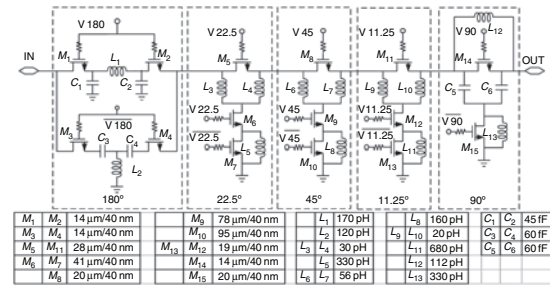 V 180
V 22.5
V 45
V 11.25
V 90
L12
IN
M1
L1
M2
M5
M8
M11
M14
OUT
C1
C2
L3
L4
L6
L7
L9
L10
C5
C6
V 180
V 22.5
M6
V 45
M9
V11.25
M12
V 90
L13
M3
C3
C4
M4
V 22.5
L5
V 45
L8
V 11.25
L11
M15
L2
M7
M10
M13
180°
22.5°
45°
11.25°
90°
M1 M2 14 μm/40 nm M9 78 μm/40 nm L1 170 pH L8 160 pH C1 C2 45 fF
M3 M4 14 μm/40 nm M10 95 μm/40 nm L2 120 pH L9 L10 20 pH C3 C4 60 fF
M5 M11 28 μm/40 nm M13 M12 19 μm/40 nm L3 L4 30 pH L11 680 pH C5 C6 60 fF
M6 M7 41 μm/40 nm M14 14 μm/40 nm L5 330 pH L12 112 pH
M8 20 μm/40 nm M15 20 μm/40 nm L6 L7 56 pH L13 330 pH